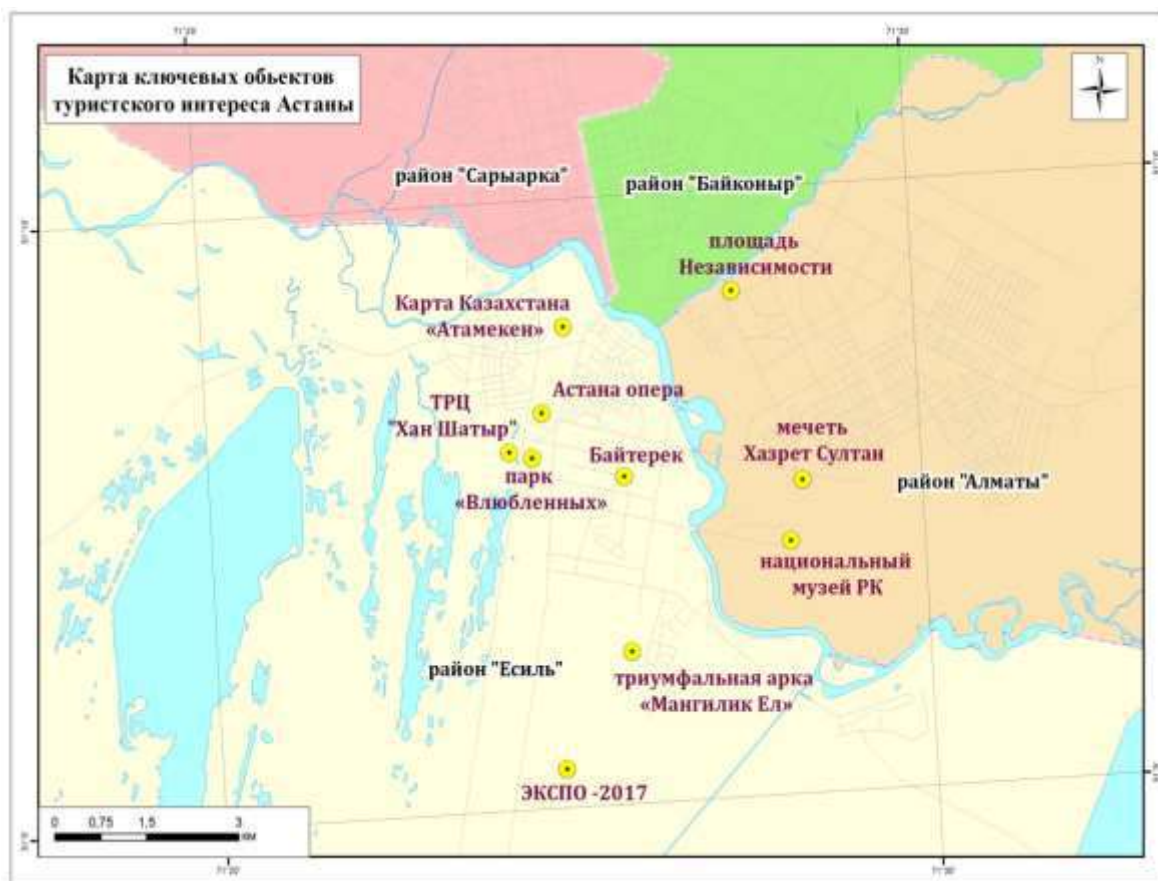 Карта ключевых обьектов
туристского интереса Астаны
N
район "Сарыарка"
район "Байконыр"
площадь
Независимости
Карта Казахстана
«Атамекен»
Астана опера
ТРЦ
"Хан Шатыр"
парк
«Влюбленных»
Байтерек
мечеть
Хазрет Султан
район "Алматы"
национальный
музей РК
район "Есиль"
триумфальная арка
«Мангилик Ел»
ЭКСПО -2017
0 0,75 1,5 3
КМ